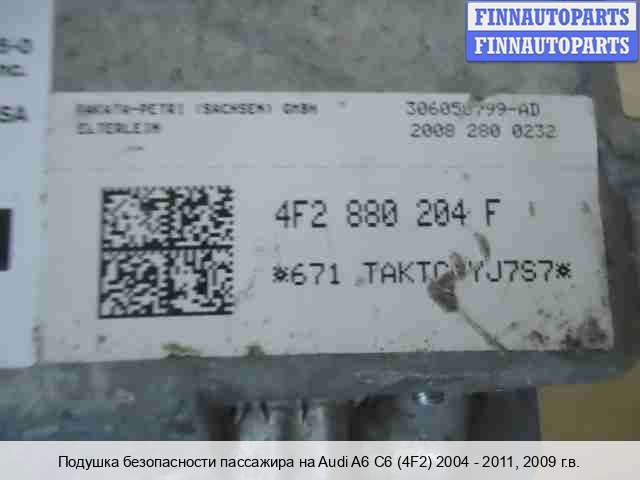 FINNAUTOPARTS
FINNAUTOPARTS
TAKATA-PETRI (SACHSEN) GMBH
ELTERLEIN
306050799-AD
2008 280 0232
4F2 880 204 F
*671 YJ7S7*
SA
Подушка безопасности пассажира на Audi A6 C6 (4F2) 2004 - 2011, 2009 г.в.